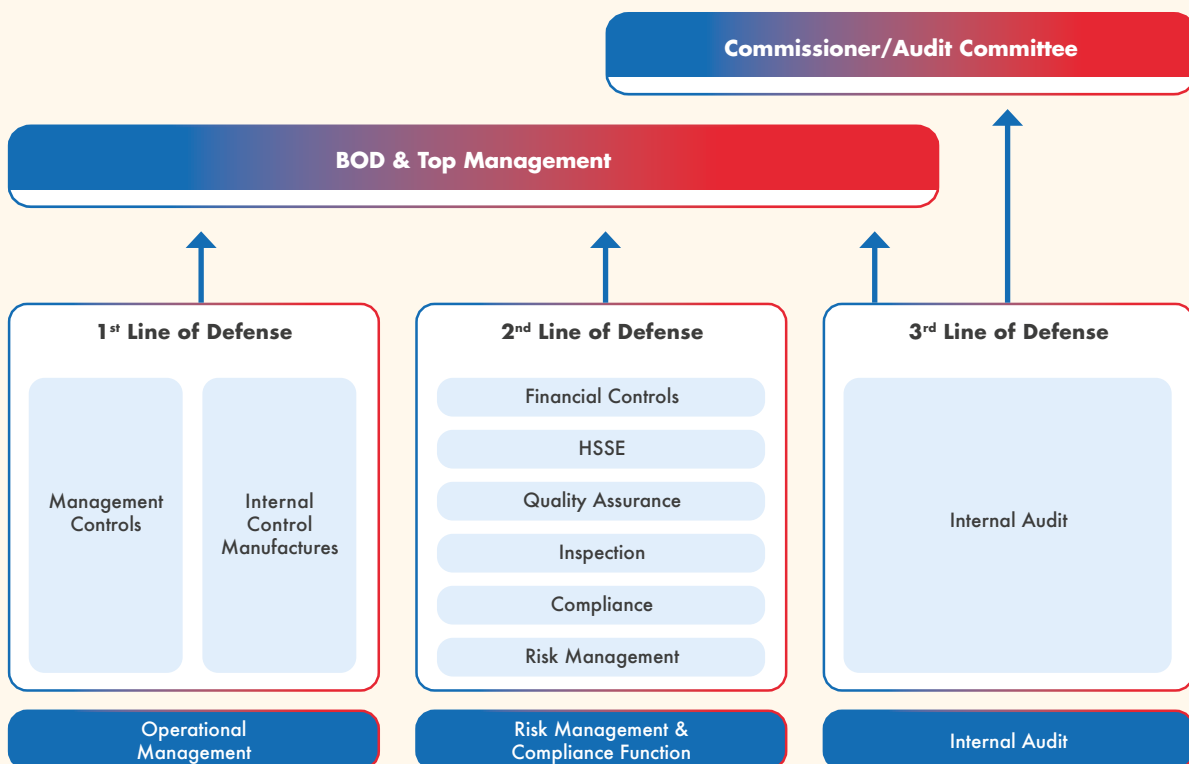 Commissioner/Audit Committee
BOD & Top Management
1st Line of Defense
Management
Controls
Internal
Control
Manufactures
Operational
Management
2nd Line of Defense
Financial Controls
HSSE
Quality Assurance
Inspection
Compliance
Risk Management
Risk Management &
Compliance Function
3rd Line of Defense
Internal Audit
Internal Audit